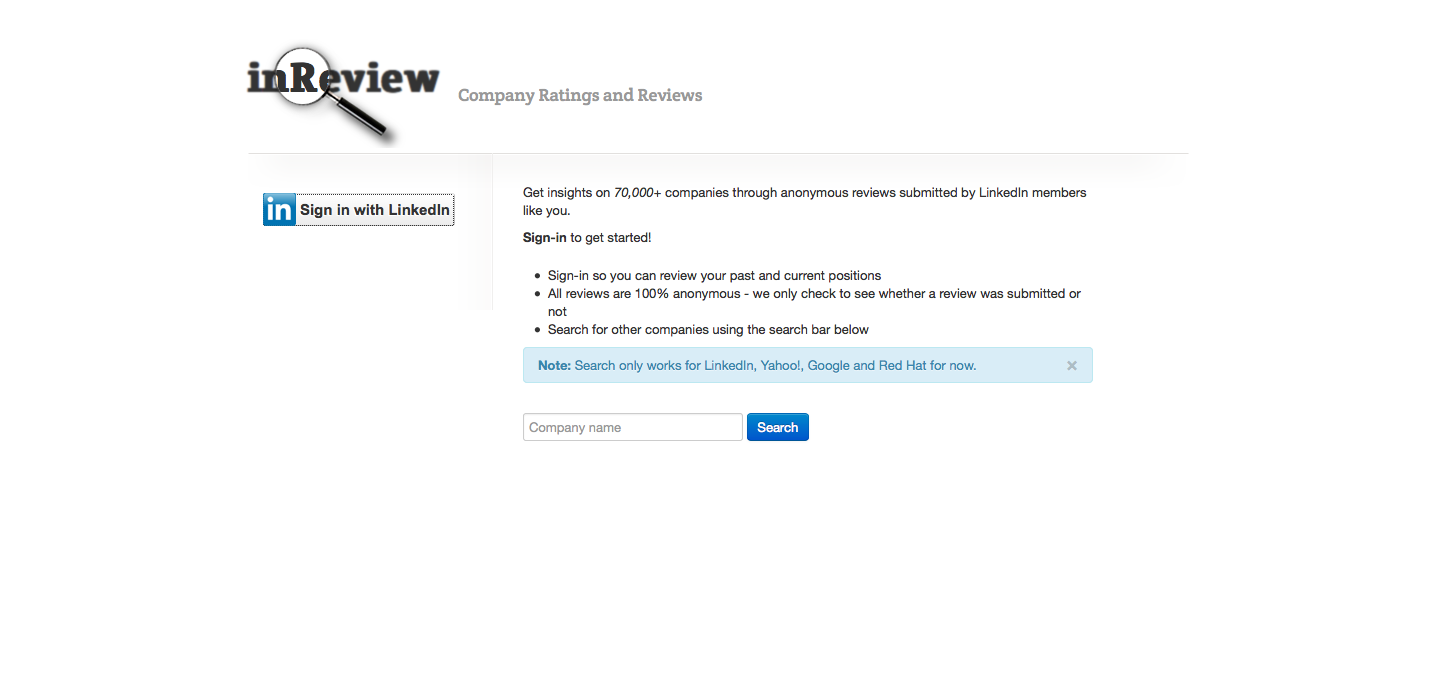 inReview
Company Ratings and Reviews
in Sign in with LinkedIn
Get insights on 70,000+ companies through anonymous reviews submitted by LinkedIn members
like you.
Sign-in to get started!
• Sign-in so you can review your past and current positions
• All reviews are 100% anonymous - we only check to see whether a review was submitted or
not
• Search for other companies using the search bar below
Note: Search only works for LinkedIn, Yahoo!, Google and Red Hat for now. ×
Company name Search